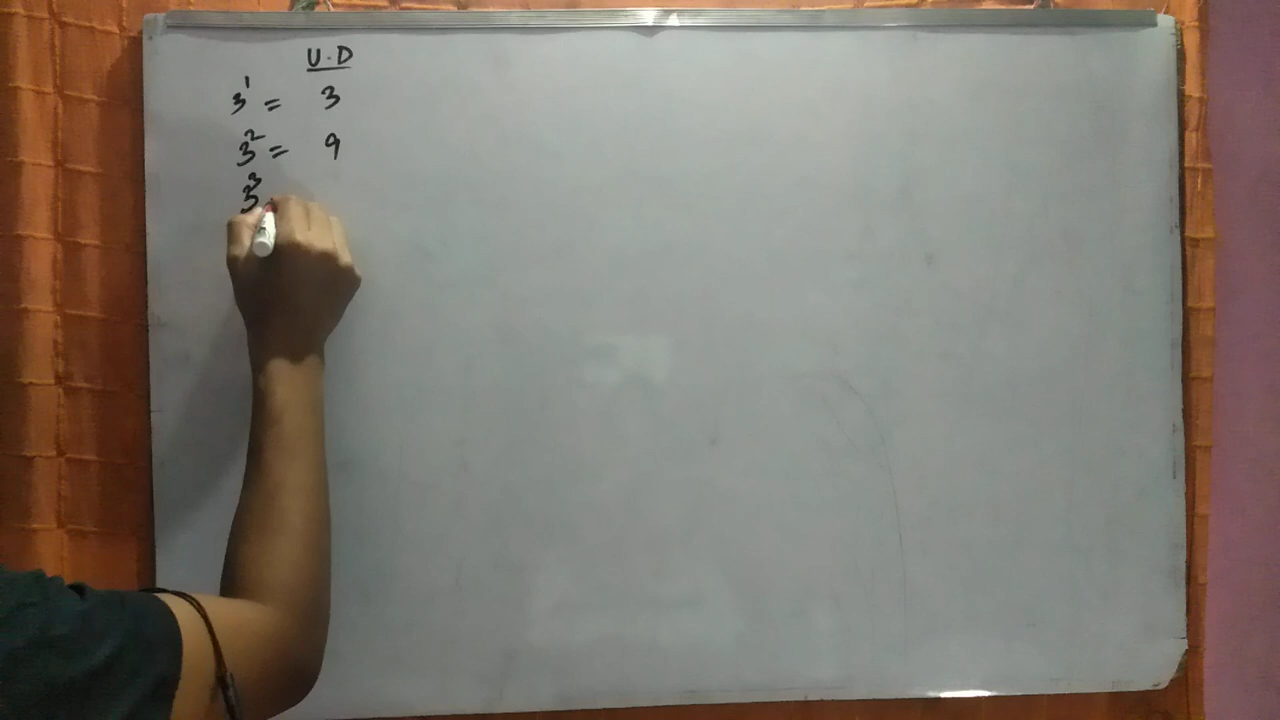 U.D
3¹ = 3
3² = 9
3³